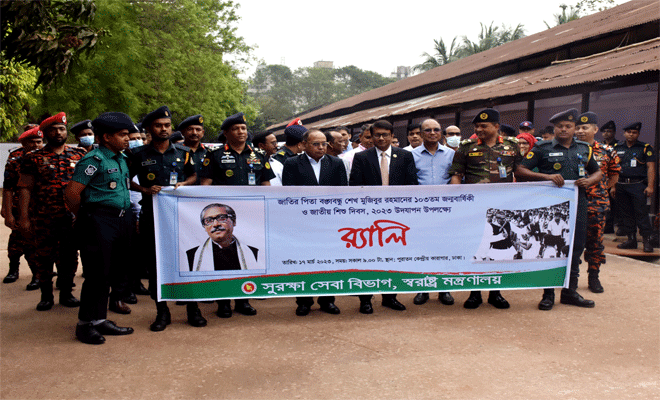 জাতির পিতা বঙ্গবন্ধু শেখ মুজিবুর রহমানের ১০৩তম জন্মবার্ষিকী
ও জাতীয় শিশু দিবস, ২০২৩ উদযাপন উপলক্ষ্যে
র‍্যালি
তারিখ: ১৭ মার্চ ২০২৩, সময়: সকাল ৯.০০ টা, স্থান: পুরাতন কেন্দ্রীয় কারাগার, ঢাকা।
সুরক্ষা সেবা বিভাগ, স্বরাষ্ট্র মন্ত্রণালয়